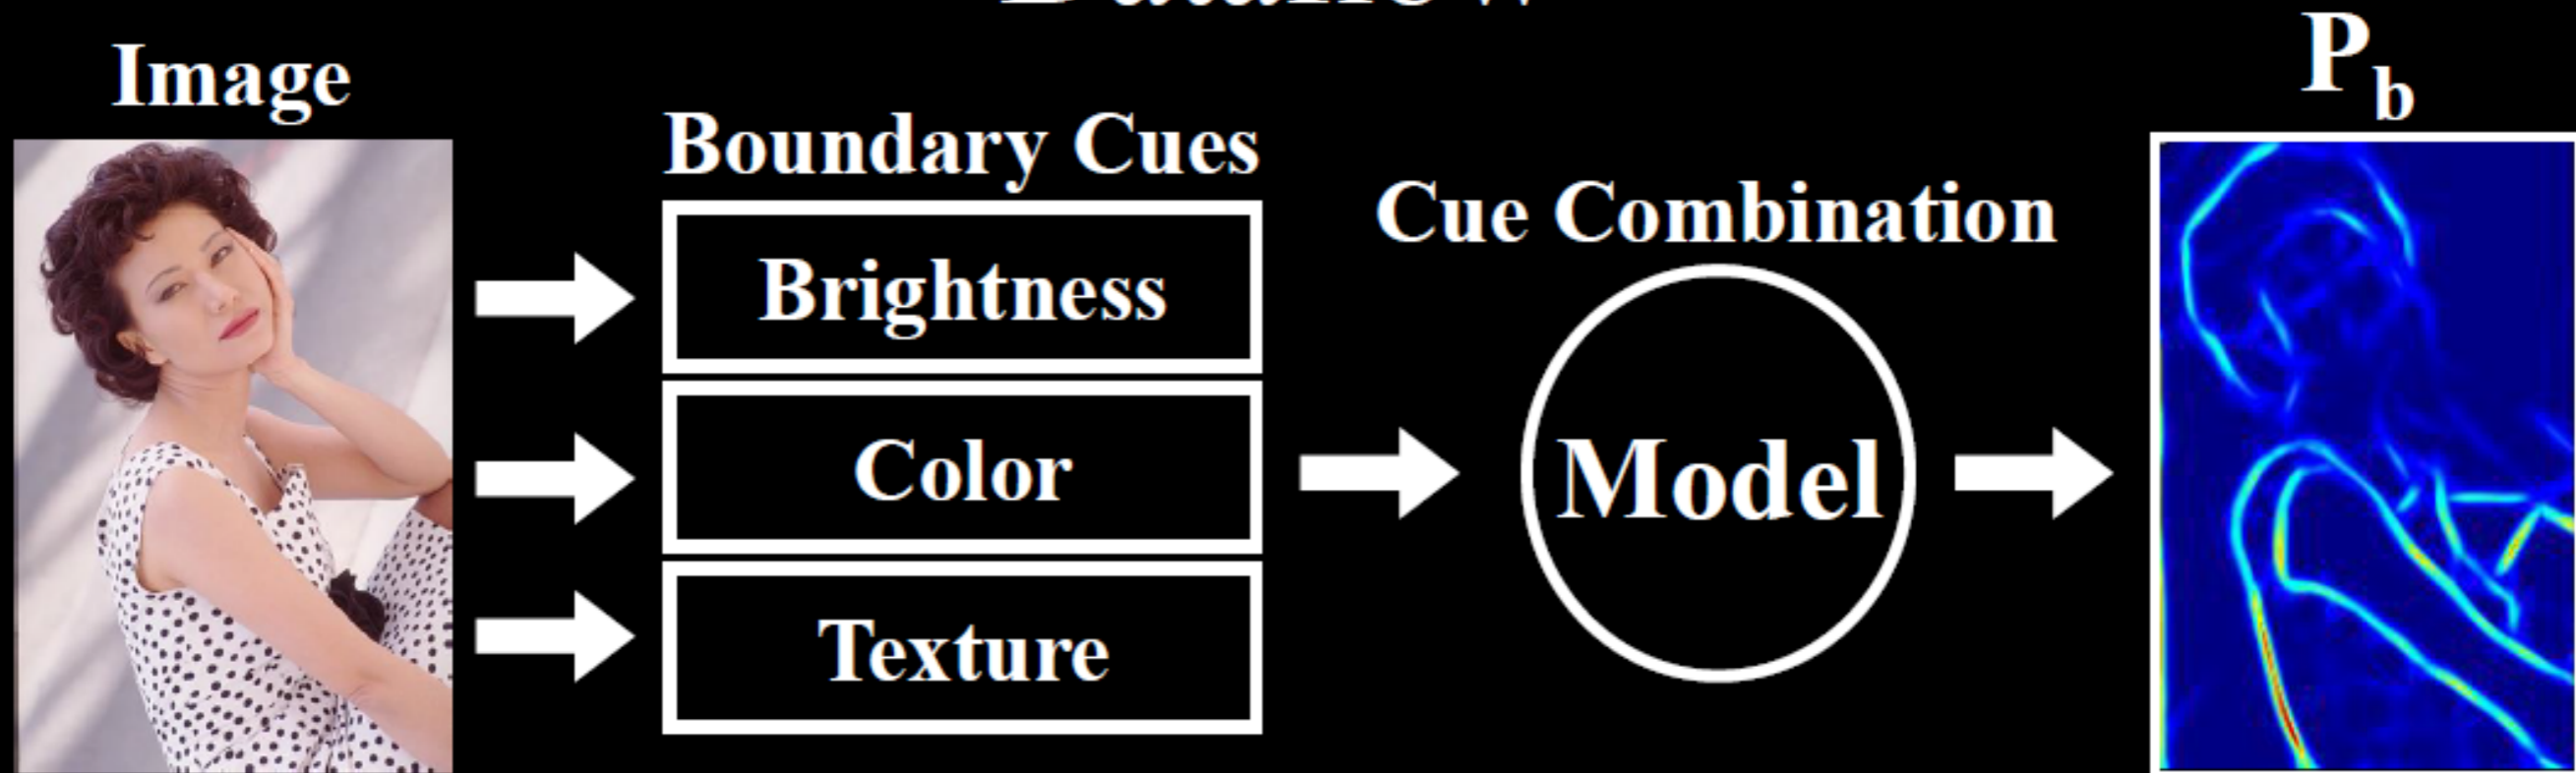 Image
Boundary Cues
Brightness
Color
Texture
Cue Combination
Model
Pb